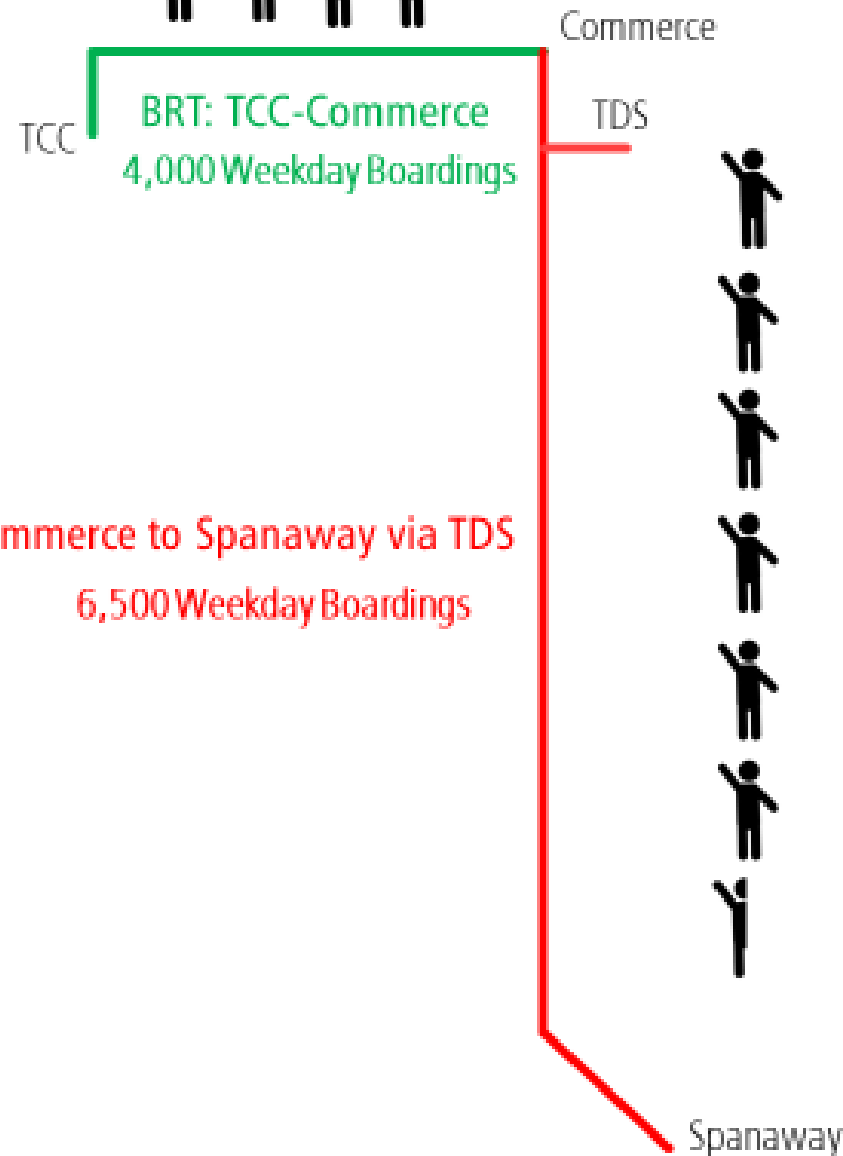 Commerce
BRT: TCC-Commerce
TDS
TCC
4,000 Weekday Boardings
mmerce to Spanaway via TDS
6,500 Weekday Boardings
Spanaway